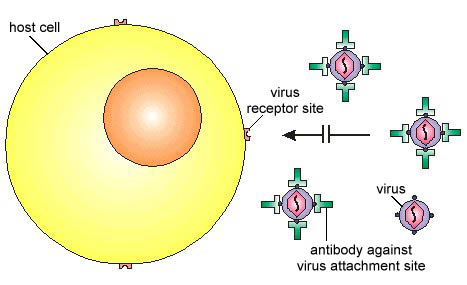 host cell
virus
receptor site
virus
antibody against
virus attachment site